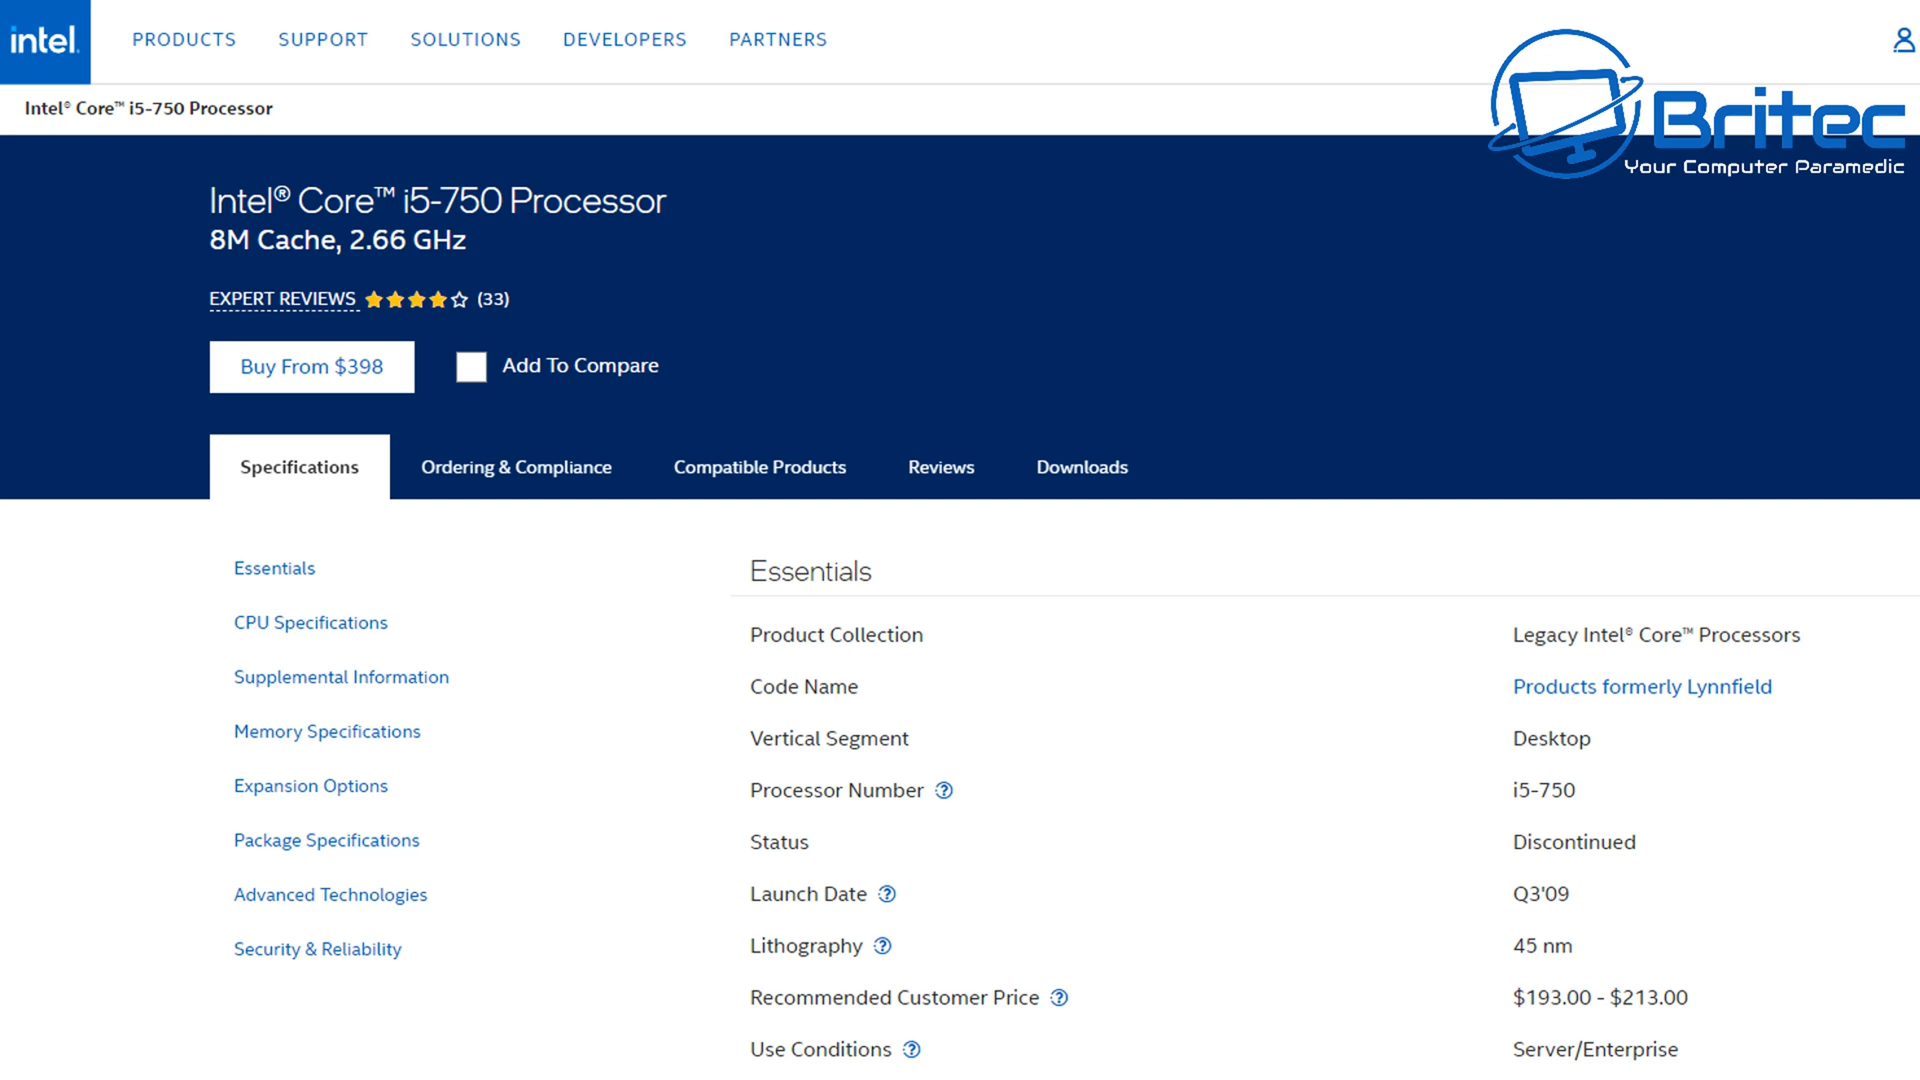 intel.
PRODUCTS SUPPORT SOLUTIONS DEVELOPERS PARTNERS
Britec
Your Computer Paramedic
Intel® Core™ i5-750 Processor
Intel® Core™ i5-750 Processor
8M Cache, 2.66 GHz
EXPERT REVIEWS (33)
Buy From $398 Add To Compare
Specifications Ordering & Compliance Compatible Products Reviews Downloads
Essentials
CPU Specifications
Supplemental Information
Memory Specifications
Expansion Options
Package Specifications
Advanced Technologies
Security & Reliability
Essentials
Product Collection Legacy Intel® Core™ Processors
Code Name Products formerly Lynnfield
Vertical Segment Desktop
Processor Number ? i5-750
Status Discontinued
Launch Date ? Q3'09
Lithography ? 45 nm
Recommended Customer Price ? $193.00 - $213.00
Use Conditions ? Server/Enterprise